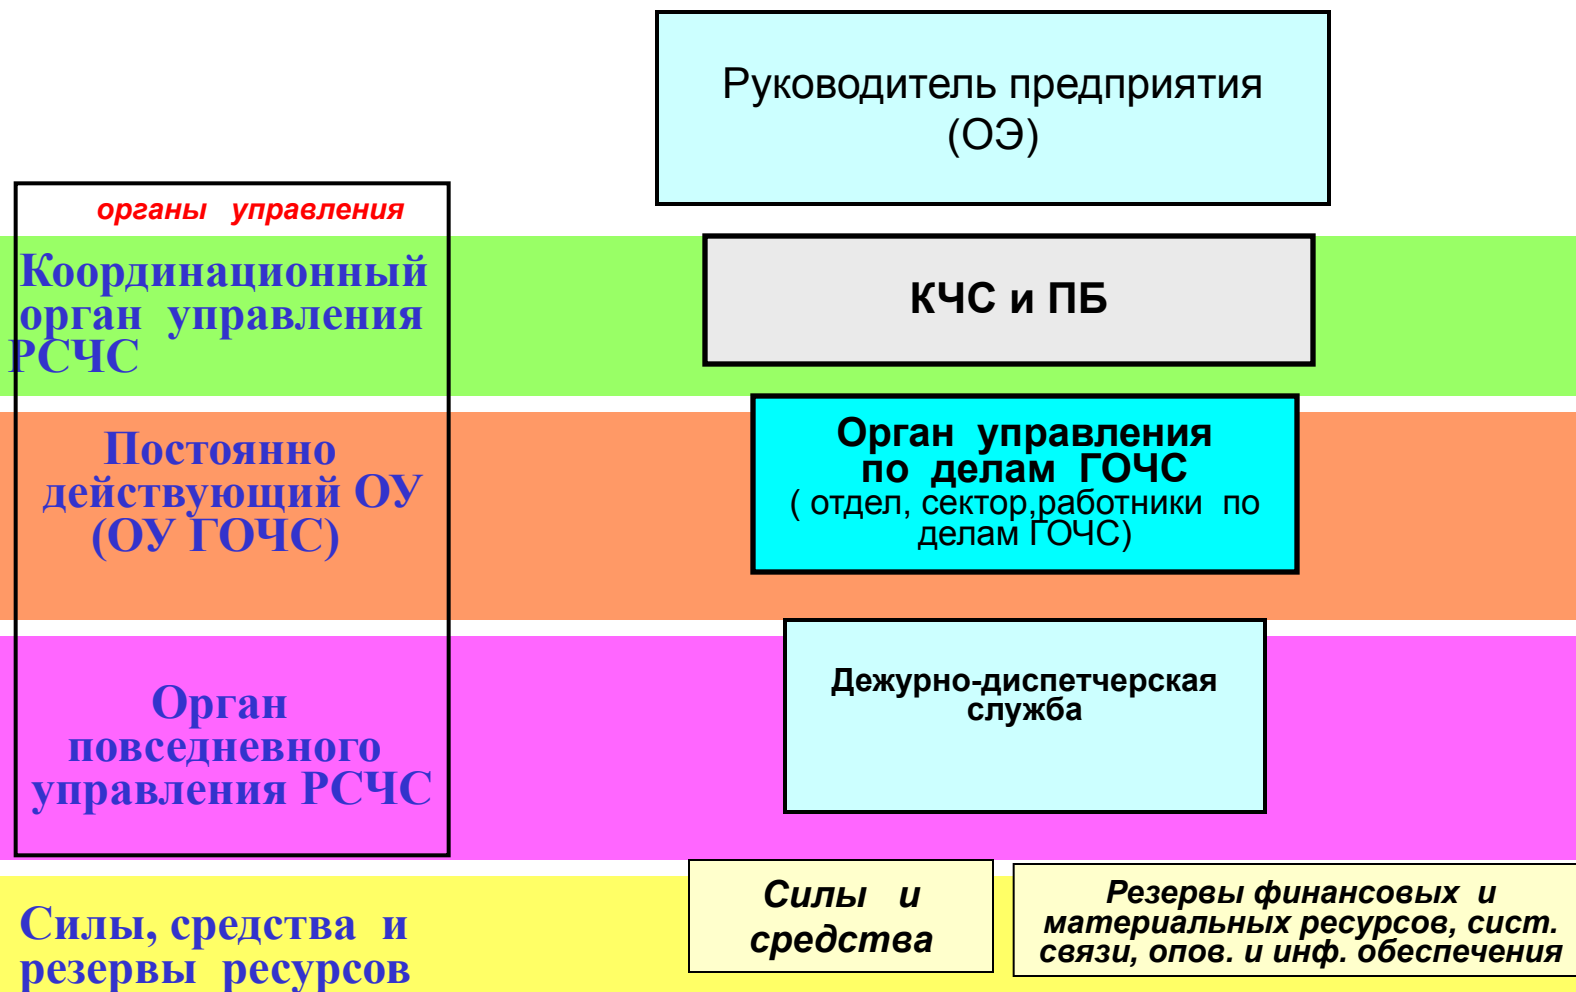 Руководитель предприятия
(ОЭ)
органы управления
Координационный
орган управления
РСЧС
КЧС и ПБ
Постоянно
действующий ОУ
(ОУ ГОЧС)
Орган управления
по делам ГОЧС
( отдел, сектор,работники по
делам ГОЧС)
Орган
повседневного
управления РСЧС
Дежурно-диспетчерская
служба
Силы, средства и
резервы ресурсов
Силы и
средства
Резервы финансовых и
материальных ресурсов, сист.
связи, опов. и инф. обеспечения